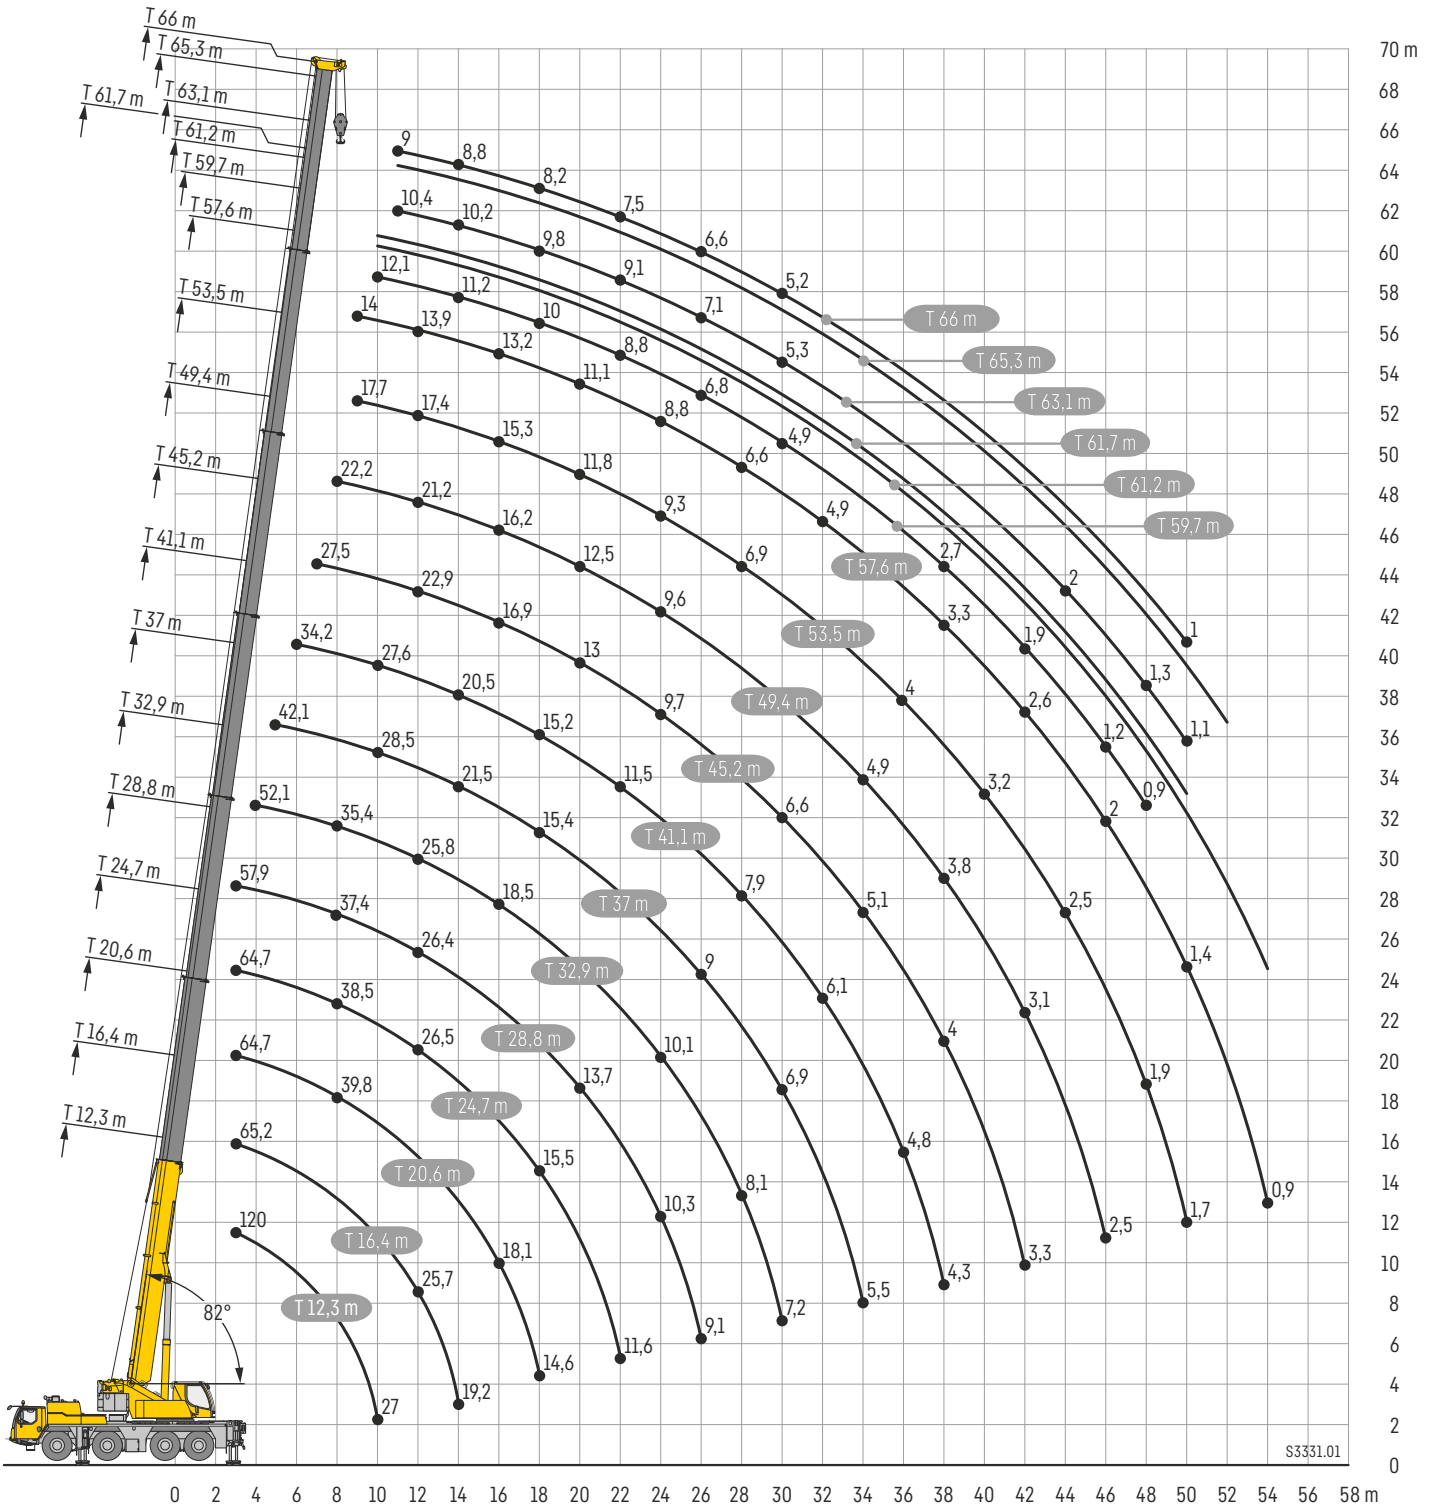 T 66 m
T 65,3 m
T 63,1 m
T 61,7 m
T 61,2 m
T 59,7 m
T 57,6 m
T 53,5 m
T 49,4 m
T 45,2 m
T 41,1 m
T 37 m
T 32,9 m
T 28,8 m
T 24,7 m
T 20,6 m
T 16,4 m
T 12,3 m
82°
9 8,8 8,2 7,5 6,6 5,2 1
T 66 m
T 65,3 m
10,4 10,2 9,8 9,1 7,1 5,3 2 1,3 1,1
T 63,1 m
T 61,7 m
T 61,2 m
12,1 11,2 10 8,8 6,8 4,9 2,7 1,9 1,2 0,9
T 59,7 m
14 13,9 13,2 11,1 8,8 6,6 4,9 3,3 2,6 2 1,4 0,9
T 57,6 m
17,7 17,4 15,3 11,8 9,3 6,9 4 3,2 2,5 1,9 1,7
T 53,5 m
22,2 21,2 16,2 12,5 9,6 4,9 3,8 3,1 2,5
T 49,4 m
27,5 22,9 16,9 13 9,7 6,6 5,1 4 3,3
T 45,2 m
34,2 27,6 20,5 15,2 11,5 7,9 6,1 4,8 4,3
T 41,1 m
42,1 28,5 21,5 15,4 9 6,9 5,5
T 37 m
52,1 35,4 25,8 18,5 10,1 8,1 7,2
T 32,9 m
57,9 37,4 26,4 13,7 10,3 9,1
T 28,8 m
64,7 38,5 26,5 15,5 11,6
T 24,7 m
64,7 39,8 18,1 14,6
T 20,6 m
65,2 25,7 19,2
T 16,4 m
120 27
T 12,3 m
70 m
68
66
64
62
60
58
56
54
52
50
48
46
44
42
40
38
36
34
32
30
28
26
24
22
20
18
16
14
12
10
8
6
4
2
0
S3331.01
0 2 4 6 8 10 12 14 16 18 20 22 24 26 28 30 32 34 36 38 40 42 44 46 48 50 52 54 56 58 m